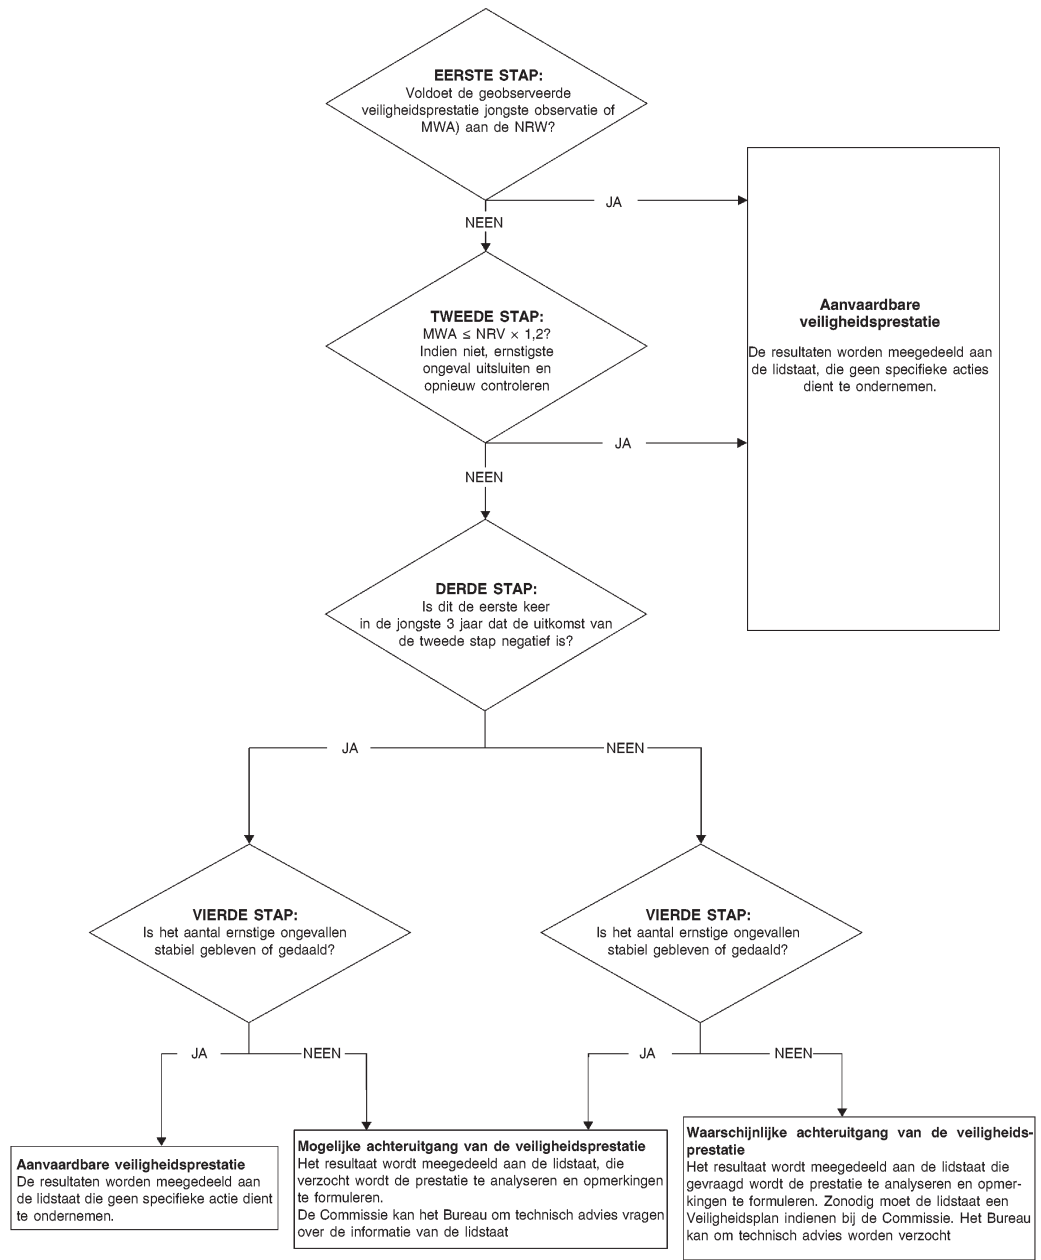 EERSTE STAP:
Voldoet de geobserveerde
veiligheidsprestatie jongste observatie of
MWA) aan de NRW?
JA
NEEN
TWEEDE STAP:
MWA ≤ NRV × 1,2?
Indien niet, ernstigste
ongeval uitsluiten en
opnieuw controleren
Aanvaardbare
veiligheidsprestatie
De resultaten worden meegedeeld aan
de lidstaat, die geen specifieke acties
dient te ondernemen.
JA
NEEN
DERDE STAP:
Is dit de eerste keer
in de jongste 3 jaar dat de uitkomst van
de tweede stap negatief is?
JA
NEEN
VIERDE STAP:
Is het aantal ernstige ongevallen
stabiel gebleven of gedaald?
VIERDE STAP:
Is het aantal ernstige ongevallen
stabiel gebleven of gedaald?
JA
NEEN
JA
NEEN
Aanvaardbare veiligheidsprestatie
De resultaten worden meegedeeld aan
de lidstaat die geen specifieke actie dient
te ondernemen.
Mogelijke achteruitgang van de veiligheidsprestatie
Het resultaat wordt meegedeeld aan de lidstaat, die
verzocht wordt de prestatie te analyseren en opmerkingen
te formuleren.
De Commissie kan het Bureau om technisch advies vragen
over de informatie van de lidstaat
Waarschijnlijke achteruitgang van de veiligheids-
prestatie
Het resultaat wordt meegedeeld aan de lidstaat die
gevraagd wordt de prestatie te analyseren en opmer-
kingen te formuleren. Zonodig moet de lidstaat een
Veiligheidsplan indienen bij de Commissie. Het Bureau
kan om technisch advies worden verzocht